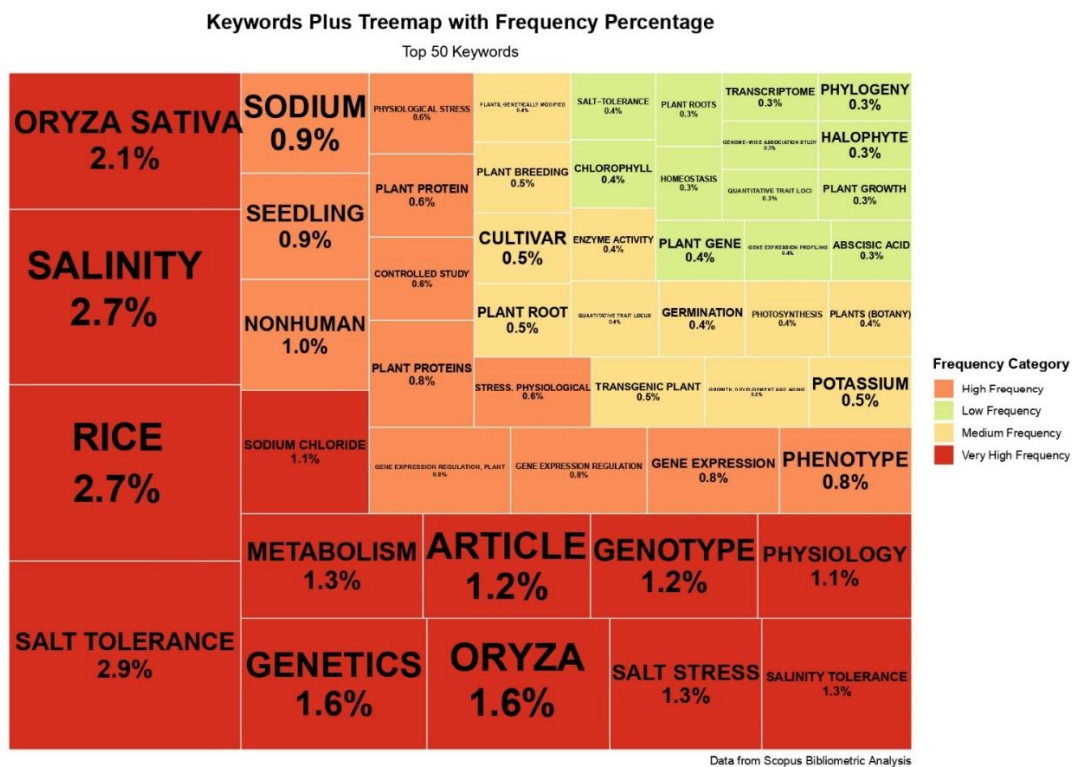 Keywords Plus Treemap with Frequency Percentage
Top 50 Keywords
ORYZA SATIVA
2.1%
SALINITY
2.7%
RICE
2.7%
SALT TOLERANCE
2.9%
SODIUM
0.9%
SEEDLING
0.9%
NONHUMAN
1.0%
SODIUM CHLORIDE
1.1%
PHYSIOLOGICAL STRESS
0.6%
PLANT PROTEIN
0.6%
CONTROLLED STUDY
0.6%
PLANT PROTEINS
0.8%
PLANTS, GENETICALLY MODIFIED
0.4%
PLANT BREEDING
0.5%
CULTIVAR
0.5%
PLANT ROOT
0.5%
SALT-TOLERANCE
0.4%
CHLOROPHYLL
0.4%
ENZYME ACTIVITY
0.4%
QUANTITATIVE TRAIT LOCUS
0.4%
PLANT ROOTS
0.3%
HOMEOSTASIS
0.3%
TRANSCRIPTOME
0.3%
GENOME-WIDE ASSOCIATION STUDY
0.3%
QUANTITATIVE TRAIT LOCI
0.3%
PHYLOGENY
0.3%
HALOPHYTE
0.3%
PLANT GROWTH
0.3%
PLANT GENE
0.4%
GENE EXPRESSION PROFILING
0.4%
ABSCISIC ACID
0.3%
GERMINATION
0.4%
PHOTOSYNTHESIS
0.4%
PLANTS (BOTANY)
0.4%
STRESS, PHYSIOLOGICAL
0.6%
TRANSGENIC PLANT
0.5%
GROWTH, DEVELOPMENT AND AGING
POTASSIUM
0.5%
GENE EXPRESSION REGULATION, PLANT
0.8%
GENE EXPRESSION REGULATION
0.8%
GENE EXPRESSION
0.8%
PHENOTYPE
0.8%
METABOLISM
1.3%
ARTICLE
1.2%
GENOTYPE
1.2%
PHYSIOLOGY
1.1%
GENETICS
1.6%
ORYZA
1.6%
SALT STRESS
1.3%
SALINITY TOLERANCE
1.3%
Frequency Category
High Frequency
Low Frequency
Medium Frequency
Very High Frequency
Data from Scopus Bibliometric Analysis